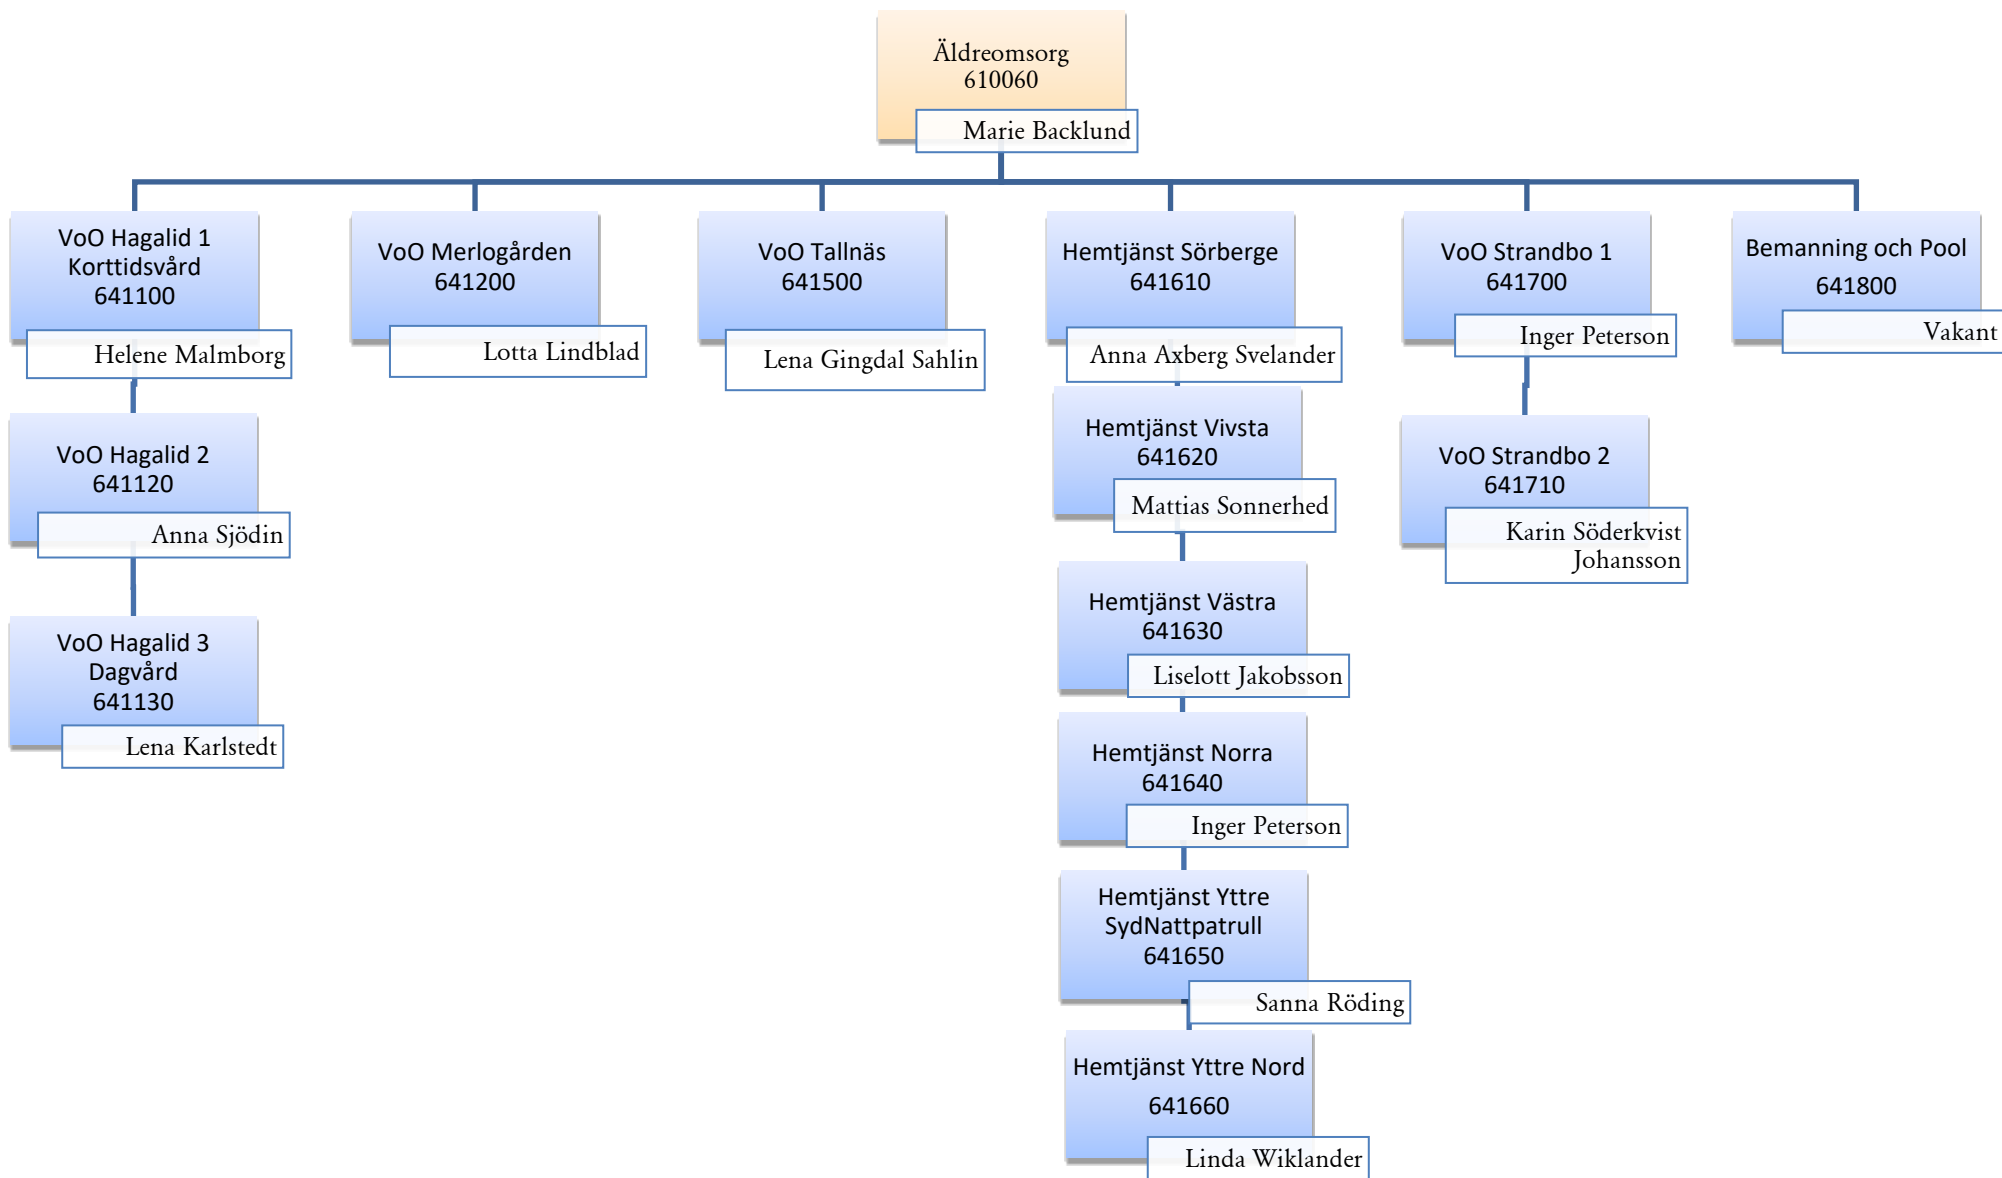 Äldreomsorg
610060
Marie Backlund
VoO Hagalid 1
Korttidsvård
641100
Helene Malmborg
VoO Merlogården
641200
Lotta Lindblad
VoO Tallnäs
641500
Lena Gingdal Sahlin
Hemtjänst Sörberge
641610
Anna Axberg Svelander
VoO Strandbo 1
641700
Inger Peterson
Bemanning och Pool
641800
Vakant
VoO Hagalid 2
641120
Anna Sjödin
Hemtjänst Vivsta
641620
Mattias Sonnerhed
VoO Strandbo 2
641710
Karin Söderkvist
Johansson
VoO Hagalid 3
Dagvård
641130
Lena Karlstedt
Hemtjänst Västra
641630
Liselott Jakobsson
Hemtjänst Norra
641640
Inger Peterson
Hemtjänst Yttre
SydNattpatrull
641650
Sanna Röding
Hemtjänst Yttre Nord
641660
Linda Wiklander